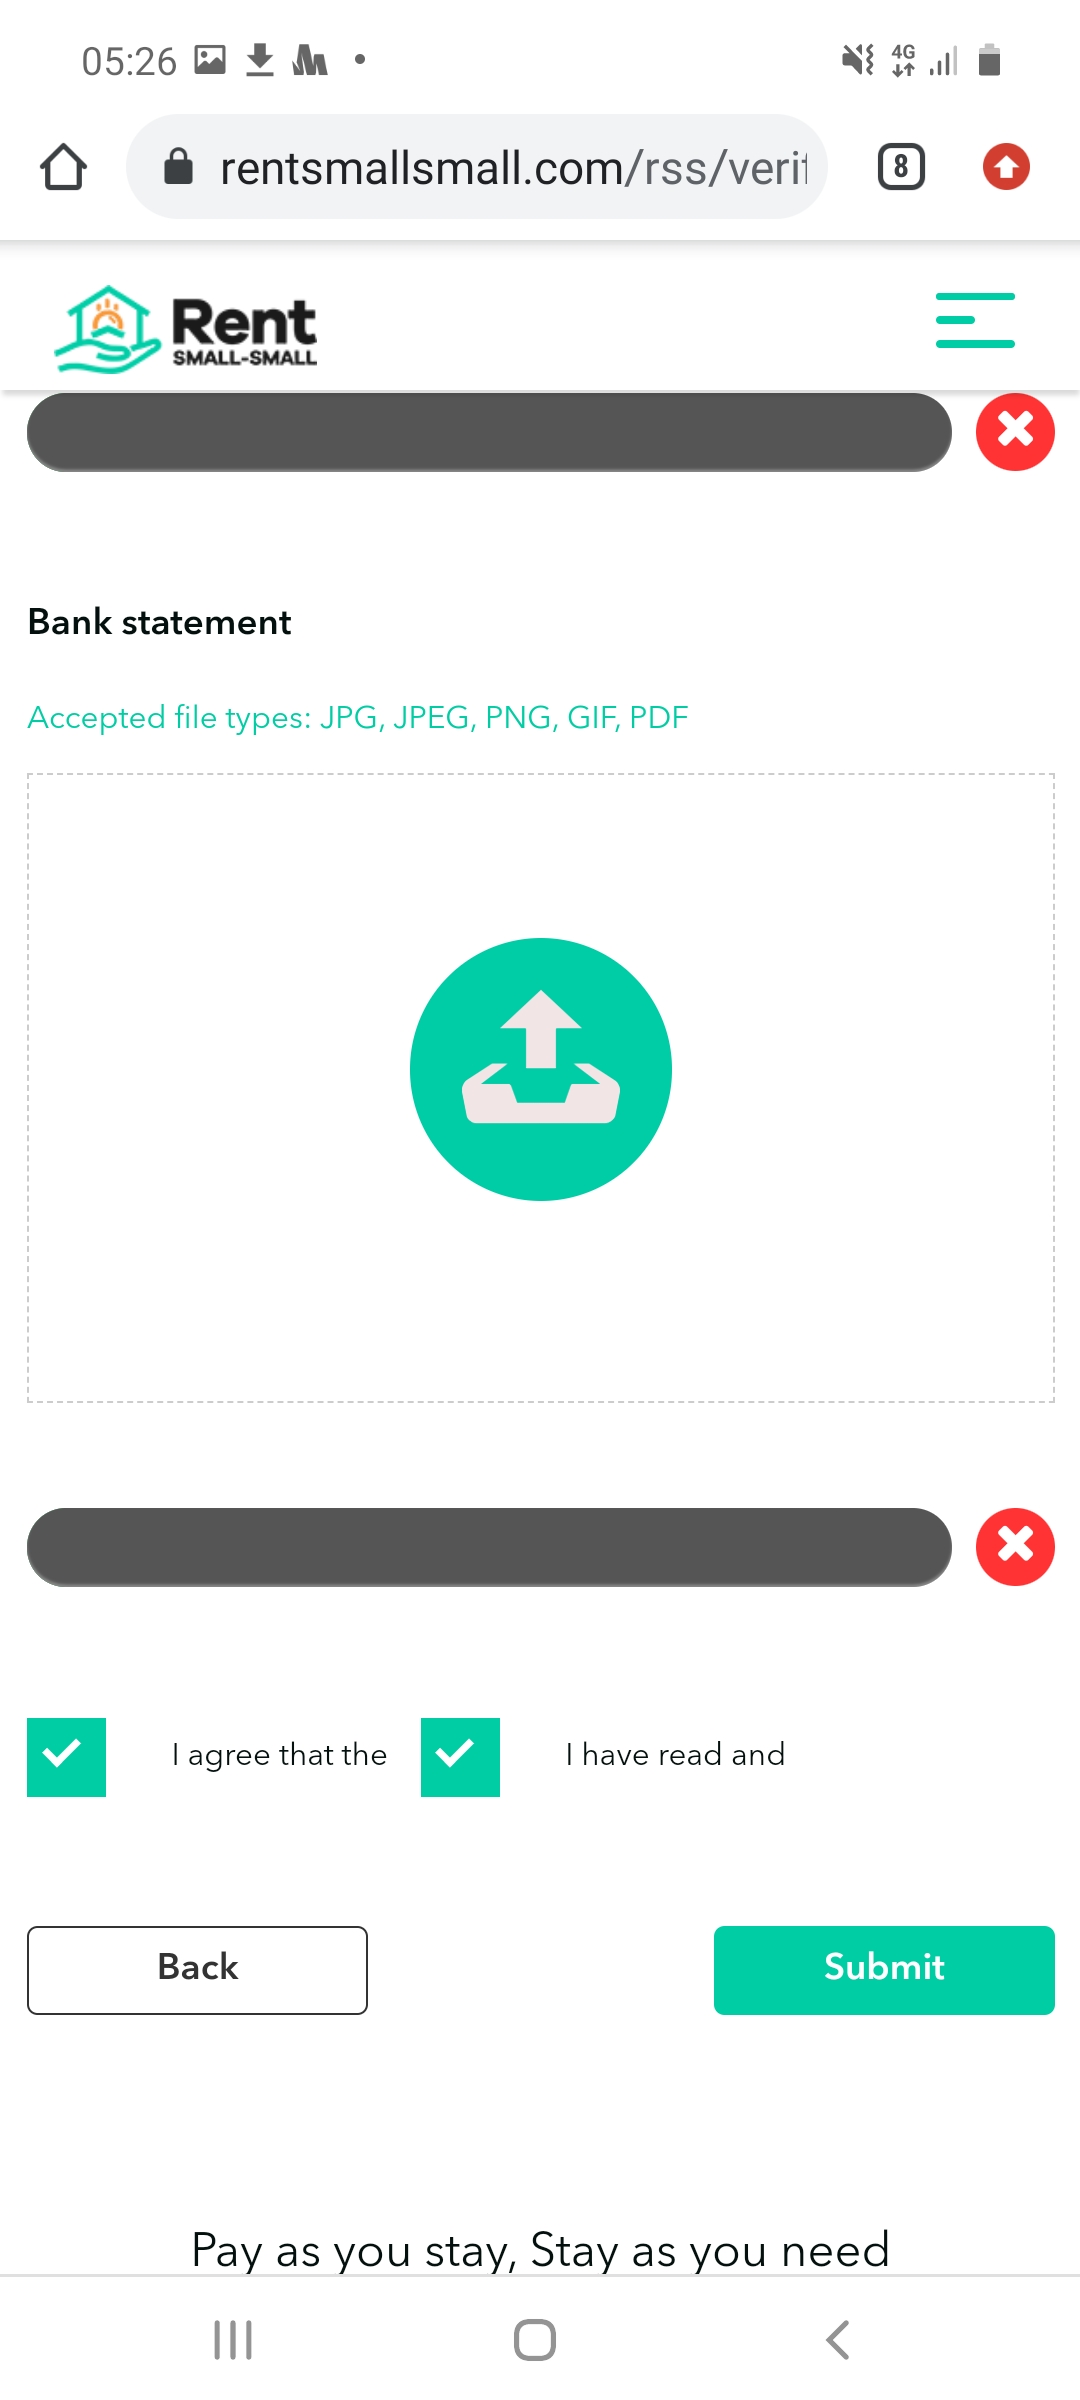 05:26
4G
rentsmallsmall.com/rss/verif
8
Rent
SMALL-SMALL
Bank statement
Accepted file types: JPG, JPEG, PNG, GIF, PDF
I agree that the
I have read and
Back
Submit
Pay as you stay, Stay as you need